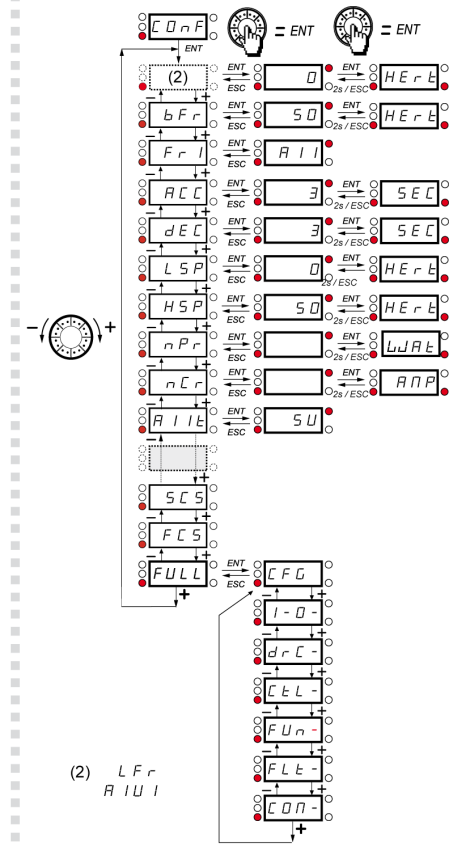 COnF = ENT = ENT
ENT
(2) ENT ESC 0 ENT 2s / ESC HErt
– +
bFr ENT ESC 50 ENT 2s / ESC HErt
– +
Fr1 ENT ESC AI1
– +
ACC ENT ESC 3 ENT 2s / ESC SEC
– +
dEC ENT ESC 3 ENT 2s / ESC SEC
– +
LSP ENT ESC 0 ENT 2s / ESC HErt
– +
HSP ENT ESC 50 ENT 2s / ESC HErt
– +
– +
nPr ENT ESC ENT 2s / ESC WAt
– +
nCr ENT ESC ENT 2s / ESC AMP
– +
AI1t ENT ESC 5U
–
+
SCS
– +
FCS
– +
FULL ENT ESC CFG
+
– +
I-O-
– +
drC-
– +
CtL-
– +
FUn-
– +
FLt-
– +
COM-
+
(2) LFr
AIU1